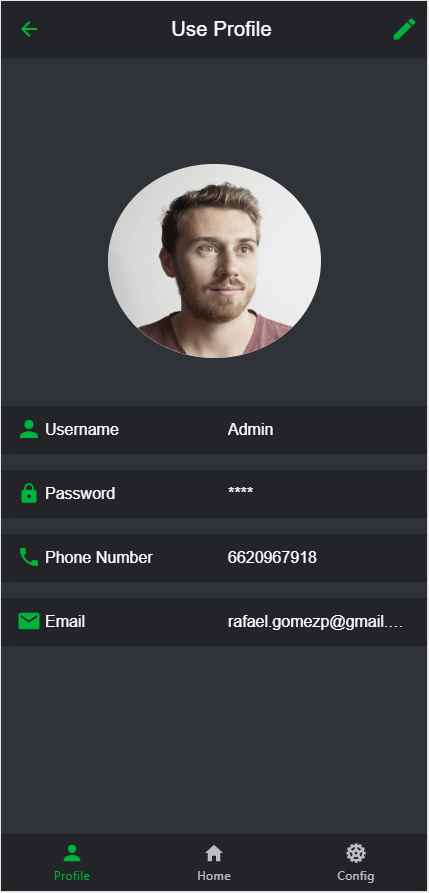 Use Profile
Username Admin
Password ****
Phone Number 6620967918
Email rafael.gomezp@gmail....
Profile Home Config